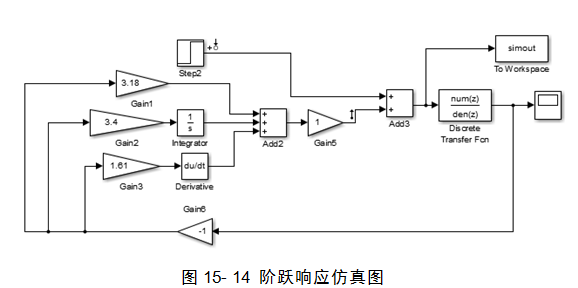 simout
To Workspace
Step2
3.18
Gain1
3.4
Gain2
1
s
Integrator
+
+
+
Add2
1
Gain5
+
+
Add3
num(z)
den(z)
Discrete
Transfer Fcn
1.61
Gain3
du/dt
Derivative
Gain6
-1
图 15- 14 阶跃响应仿真图